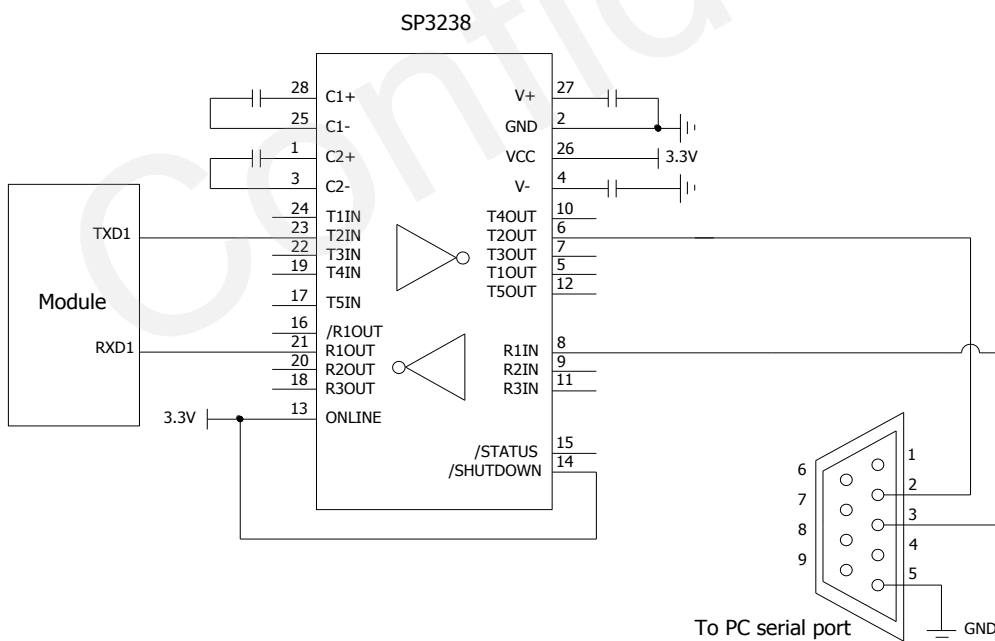 SP3238
28
C1+
25
C1-
1
C2+
3
C2-
24
T1IN
23
T2IN
22
T3IN
19
T4IN
17
T5IN
16
/R1OUT
21
R1OUT
20
R2OUT
18
R3OUT
3.3V
13
ONLINE
V+
27
GND
2
VCC
26
3.3V
V-
4
T4OUT
10
T2OUT
6
T3OUT
7
T1OUT
5
T5OUT
12
R1IN
8
R2IN
9
R3IN
11
/STATUS
15
/SHUTDOWN
14
TXD1
Module
RXD1
1
6
2
7
3
8
4
9
5
To PC serial port
GND